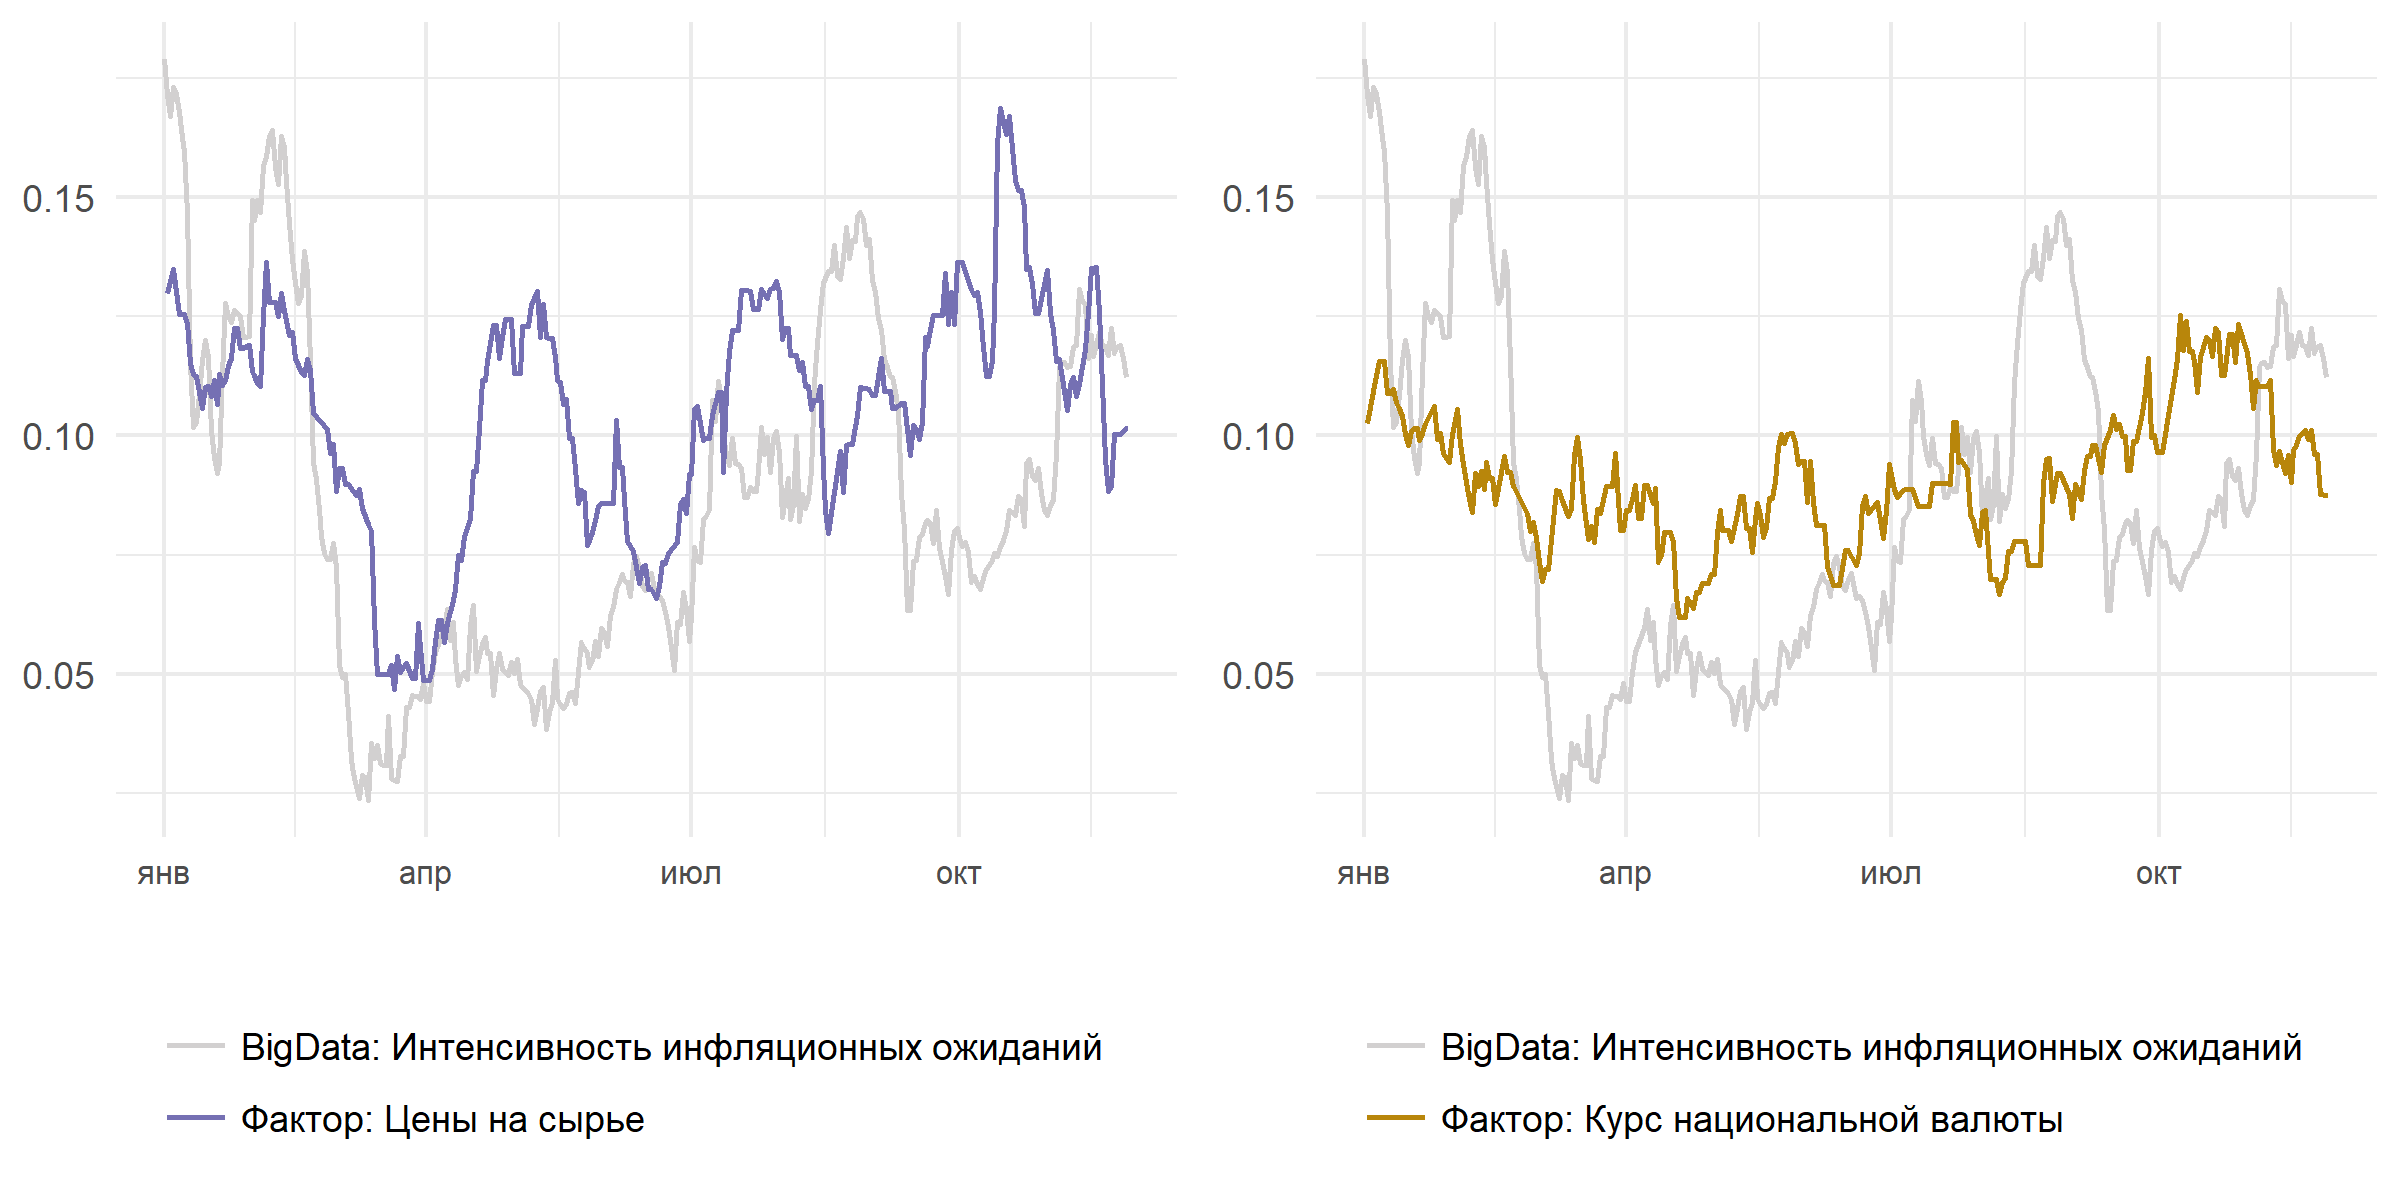 0.15
0.10
0.05
янв апр июл окт
BigData: Интенсивность инфляционных ожиданий
Фактор: Цены на сырье
0.15
0.10
0.05
янв апр июл окт
BigData: Интенсивность инфляционных ожиданий
Фактор: Курс национальной валюты